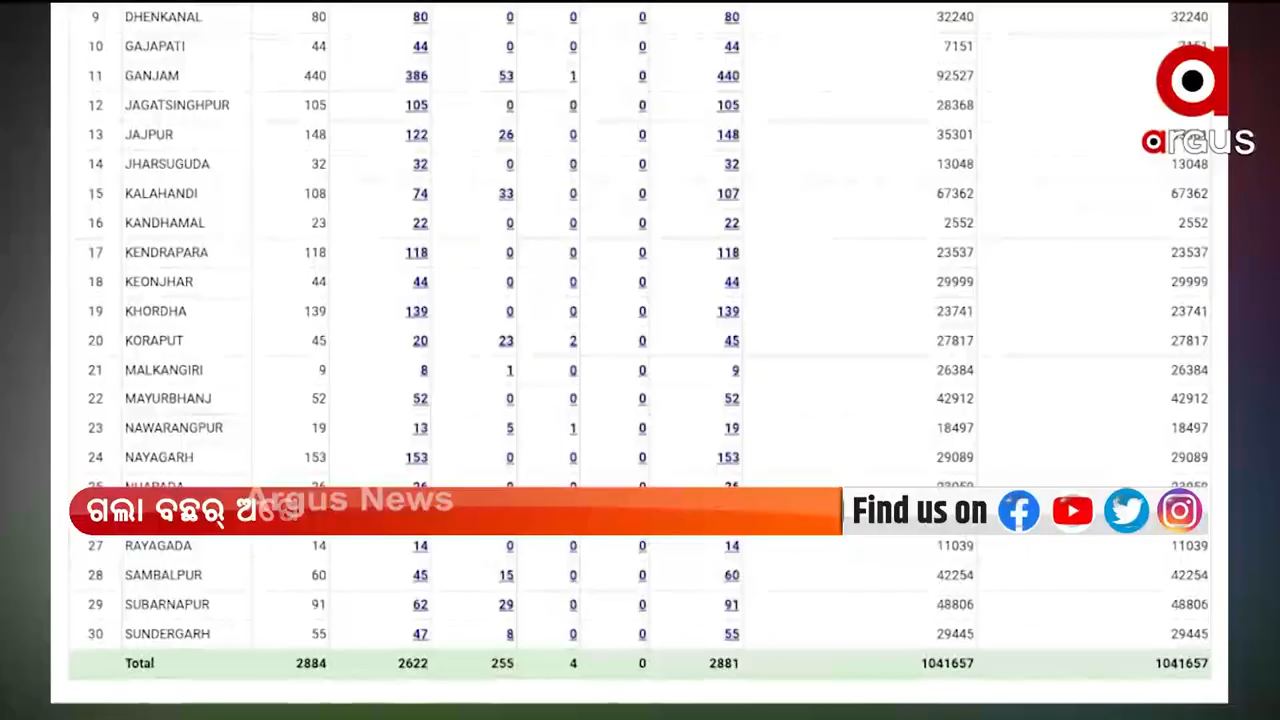 9 DHENKANAL 80 80 0 0 0 80 32240 32240
10 GAJAPATI 44 44 0 0 0 44 7151 7151
11 GANJAM 440 386 53 1 0 440 92527
12 JAGATSINGHPUR 105 105 0 0 0 105 28368
13 JAJPUR 148 122 26 0 0 148 35301
argus
14 JHARSUGUDA 32 32 0 0 0 32 13048 13048
15 KALAHANDI 108 74 33 0 0 107 67362 67362
16 KANDHAMAL 23 22 0 0 0 22 2552 2552
17 KENDRAPARA 118 118 0 0 0 118 23537 23537
18 KEONJHAR 44 44 0 0 0 44 29999 29999
19 KHORDHA 139 139 0 0 0 139 23741 23741
20 KORAPUT 45 20 23 2 0 45 27817 27817
21 MALKANGIRI 9 8 1 0 0 9 26384 26384
22 MAYURBHANJ 52 52 0 0 0 52 42912 42912
23 NAWARANGPUR 19 13 5 1 0 19 18497 18497
24 NAYAGARH 153 153 0 0 0 153 29089 29089
Argus News
ଗଲା ବଛର୍ Find us on
27 RAYAGADA 14 14 0 0 0 14 11039 11039
28 SAMBALPUR 60 45 15 0 0 60 42254 42254
29 SUBARNAPUR 91 62 29 0 0 91 48806 48806
30 SUNDERGARH 55 47 8 0 0 55 29445 29445
Total 2884 2622 255 4 0 2881 1041657 1041657